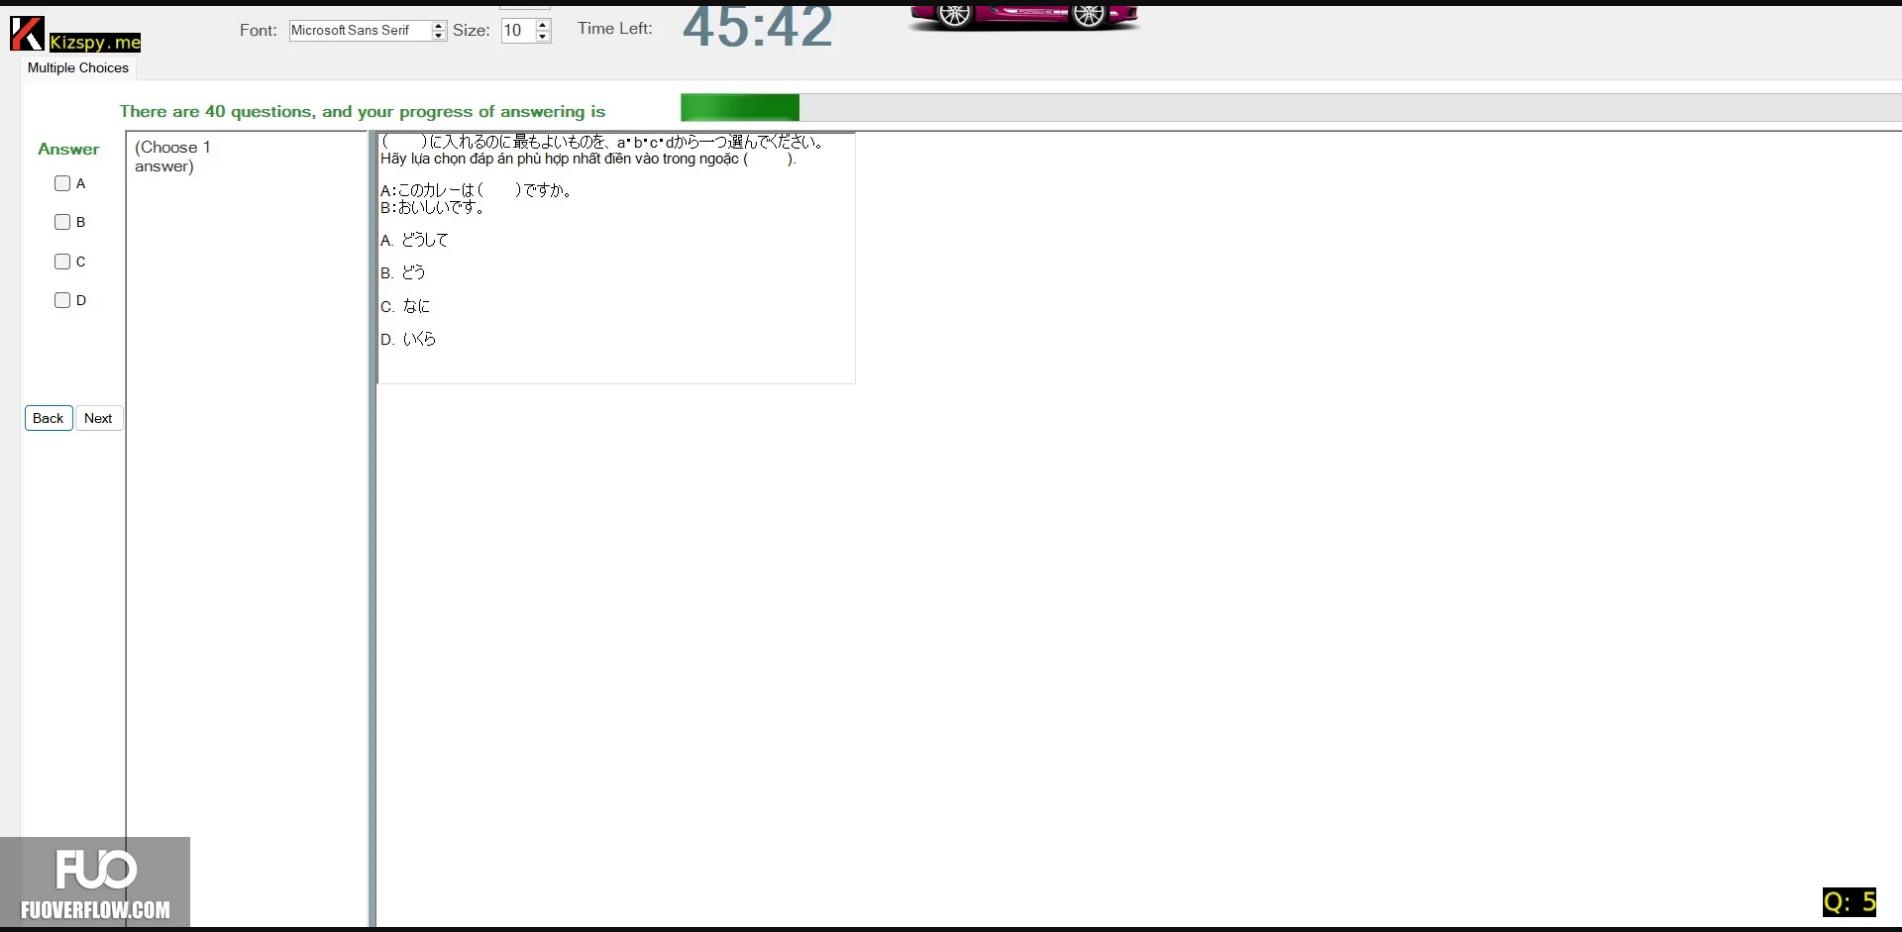 Kizspy.me
Font: Microsoft Sans Serif Size: 10 Time Left: 45:42
Multiple Choices
There are 40 questions, and your progress of answering is
Answer
A
B
C
D
Back Next
(Choose 1
answer)
(　　)に入れるのに最もよいものを、a・b・c・dから一つ選んでください。
Hãy lựa chọn đáp án phù hợp nhất điền vào trong ngoặc (　　).
A:このカレーは(　　)ですか。
B:おいしいです。
A. どうして
B. どう
C. なに
D. いくら
FUO
FUOVERFLOW.COM
Q: 5